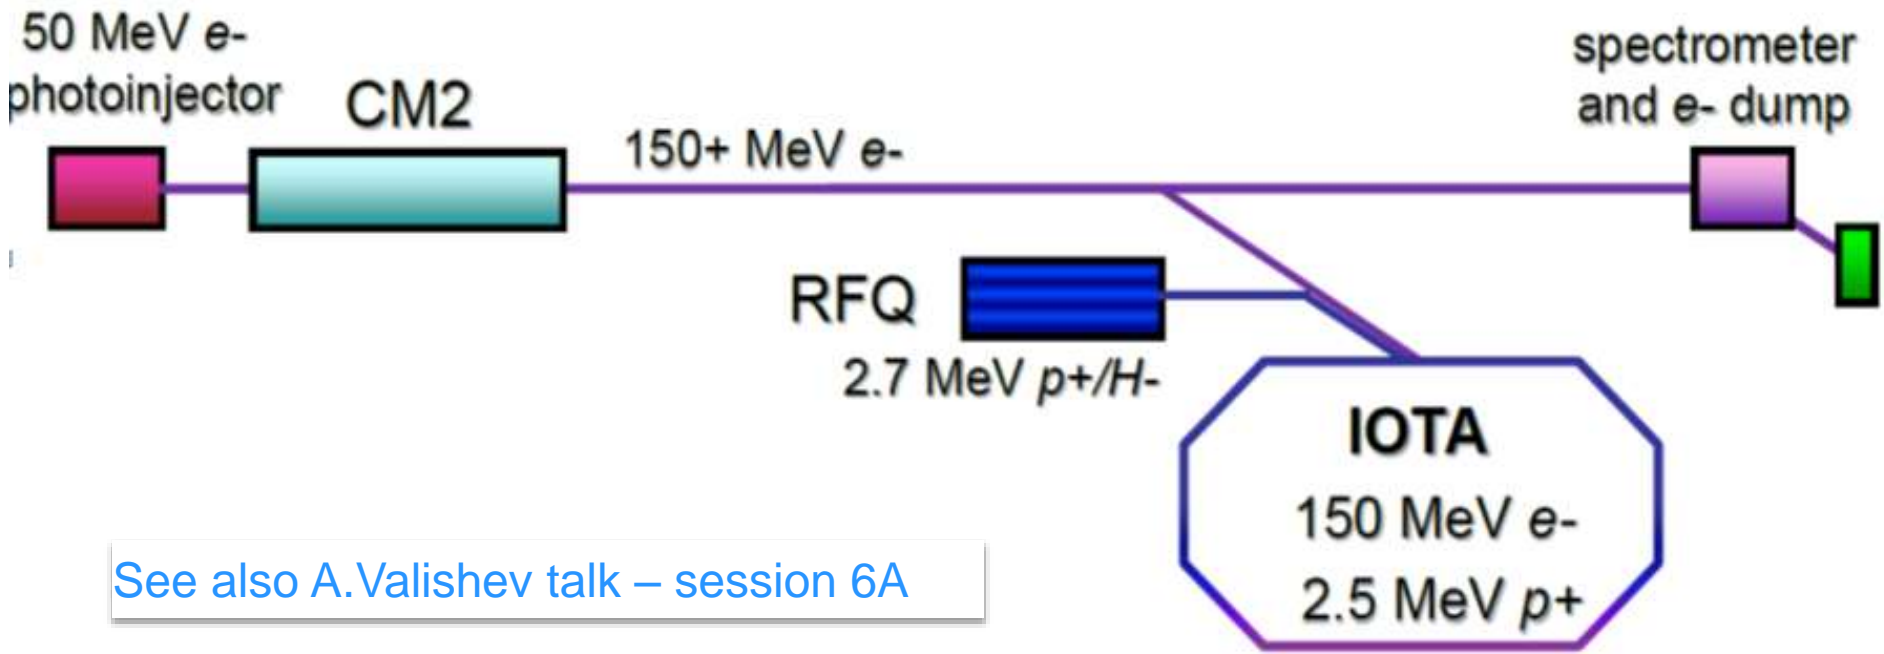 50 MeV e-
photoinjector
CM2
150+ MeV e-
spectrometer
and e- dump
RFQ
2.7 MeV p+/H-
IOTA
150 MeV e-
2.5 MeV p+
See also A.Valishev talk – session 6A